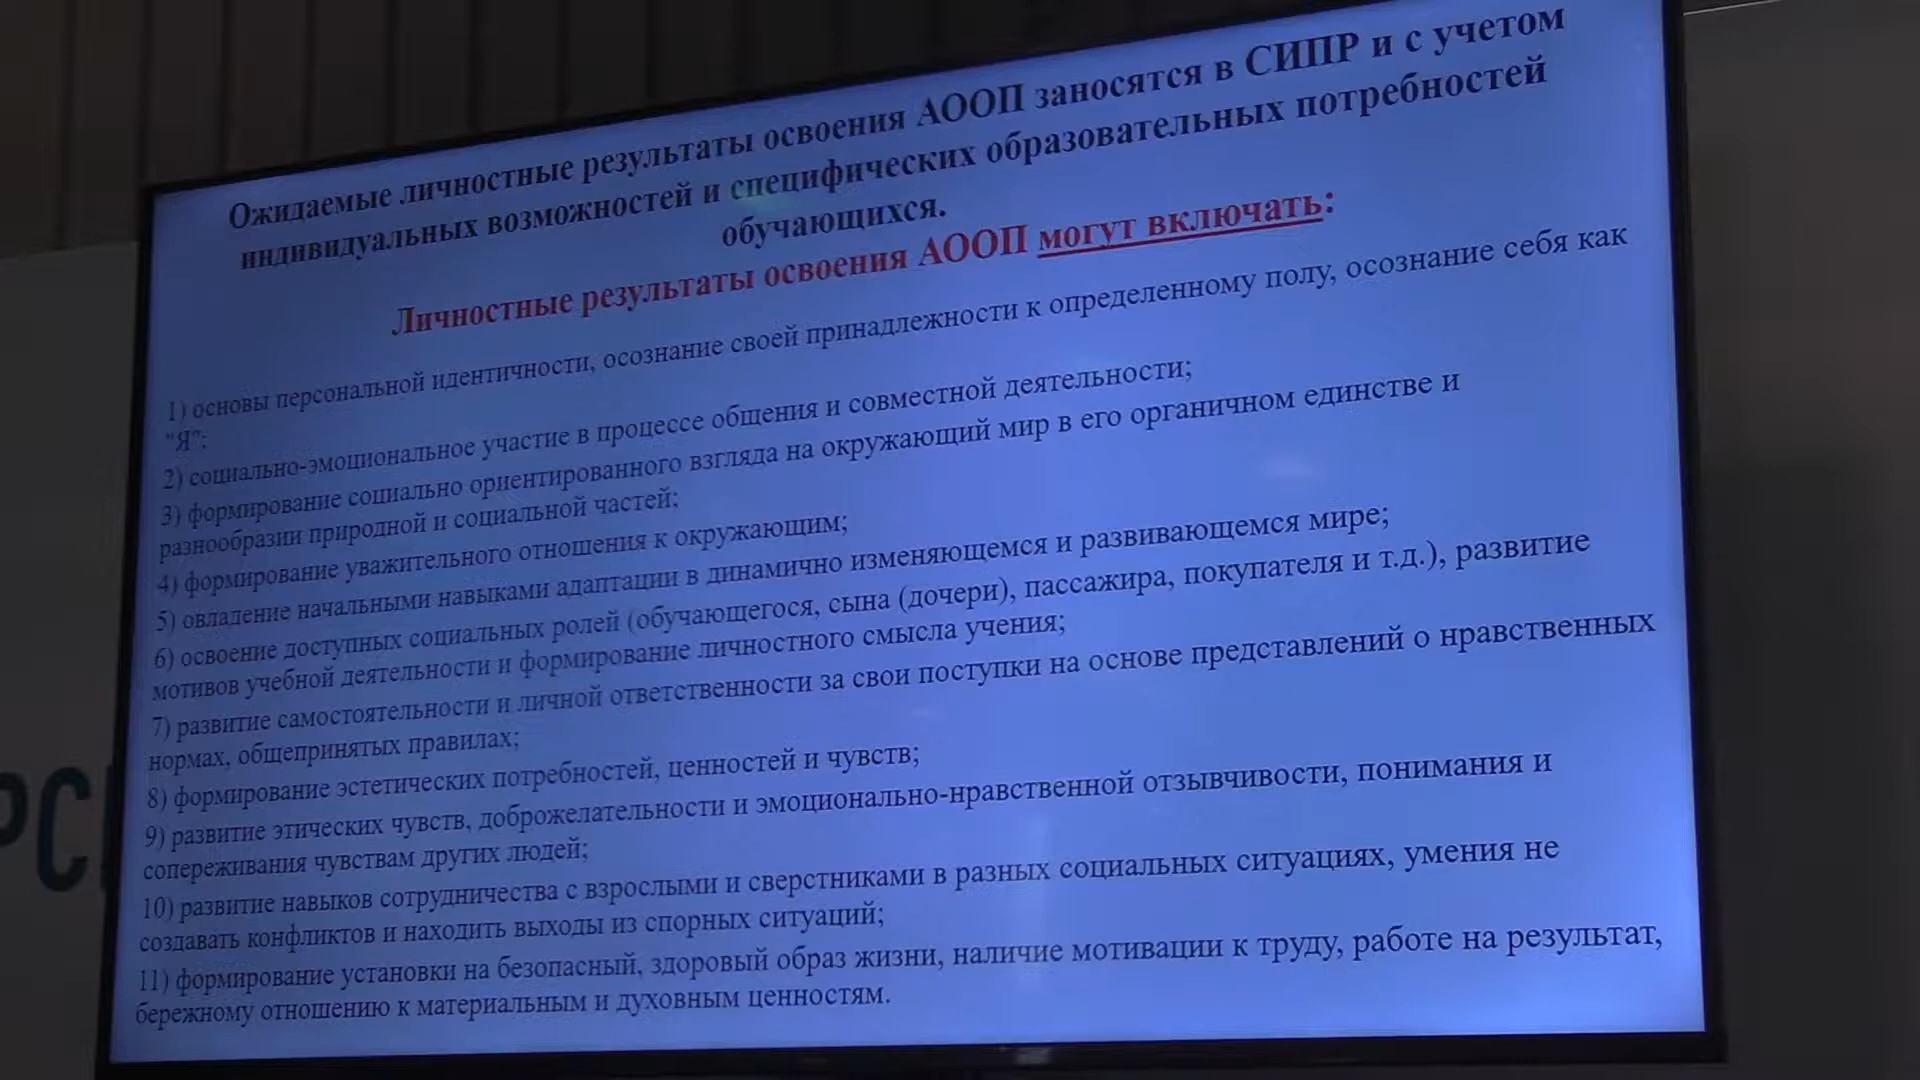 Ожидаемые личностные результаты освоения АООП заносятся в СИПР и с учетом
индивидуальных возможностей и специфических образовательных потребностей
обучающихся.
Личностные результаты освоения АООП могут включать:
1) основы персональной идентичности, осознание своей принадлежности к определенному полу, осознание себя как
"Я";
2) социально-эмоциональное участие в процессе общения и совместной деятельности;
3) формирование социально ориентированного взгляда на окружающий мир в его органичном единстве и
разнообразии природной и социальной частей;
4) формирование уважительного отношения к окружающим;
5) овладение начальными навыками адаптации в динамично изменяющемся и развивающемся мире;
6) освоение доступных социальных ролей (обучающегося, сына (дочери), пассажира, покупателя и т.д.), развитие
мотивов учебной деятельности и формирование личностного смысла учения;
7) развитие самостоятельности и личной ответственности за свои поступки на основе представлений о нравственных
нормах, общепринятых правилах;
8) формирование эстетических потребностей, ценностей и чувств;
9) развитие этических чувств, доброжелательности и эмоционально-нравственной отзывчивости, понимания и
сопереживания чувствам других людей;
10) развитие навыков сотрудничества с взрослыми и сверстниками в разных социальных ситуациях, умения не
создавать конфликтов и находить выходы из спорных ситуаций;
11) формирование установки на безопасный, здоровый образ жизни, наличие мотивации к труду, работе на результат,
бережному отношению к материальным и духовным ценностям.